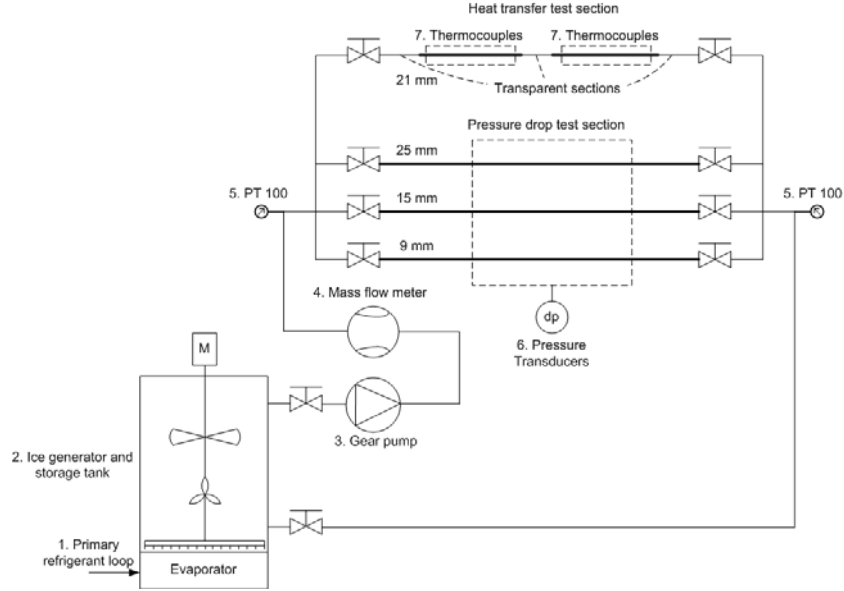 Heat transfer test section
7. Thermocouples
7. Thermocouples
21 mm
Transparent sections
Pressure drop test section
25 mm
5. PT 100
15 mm
5. PT 100
9 mm
4. Mass flow meter
dp
6. Pressure
Transducers
M
3. Gear pump
2. Ice generator and
storage tank
1. Primary
refrigerant loop
Evaporator